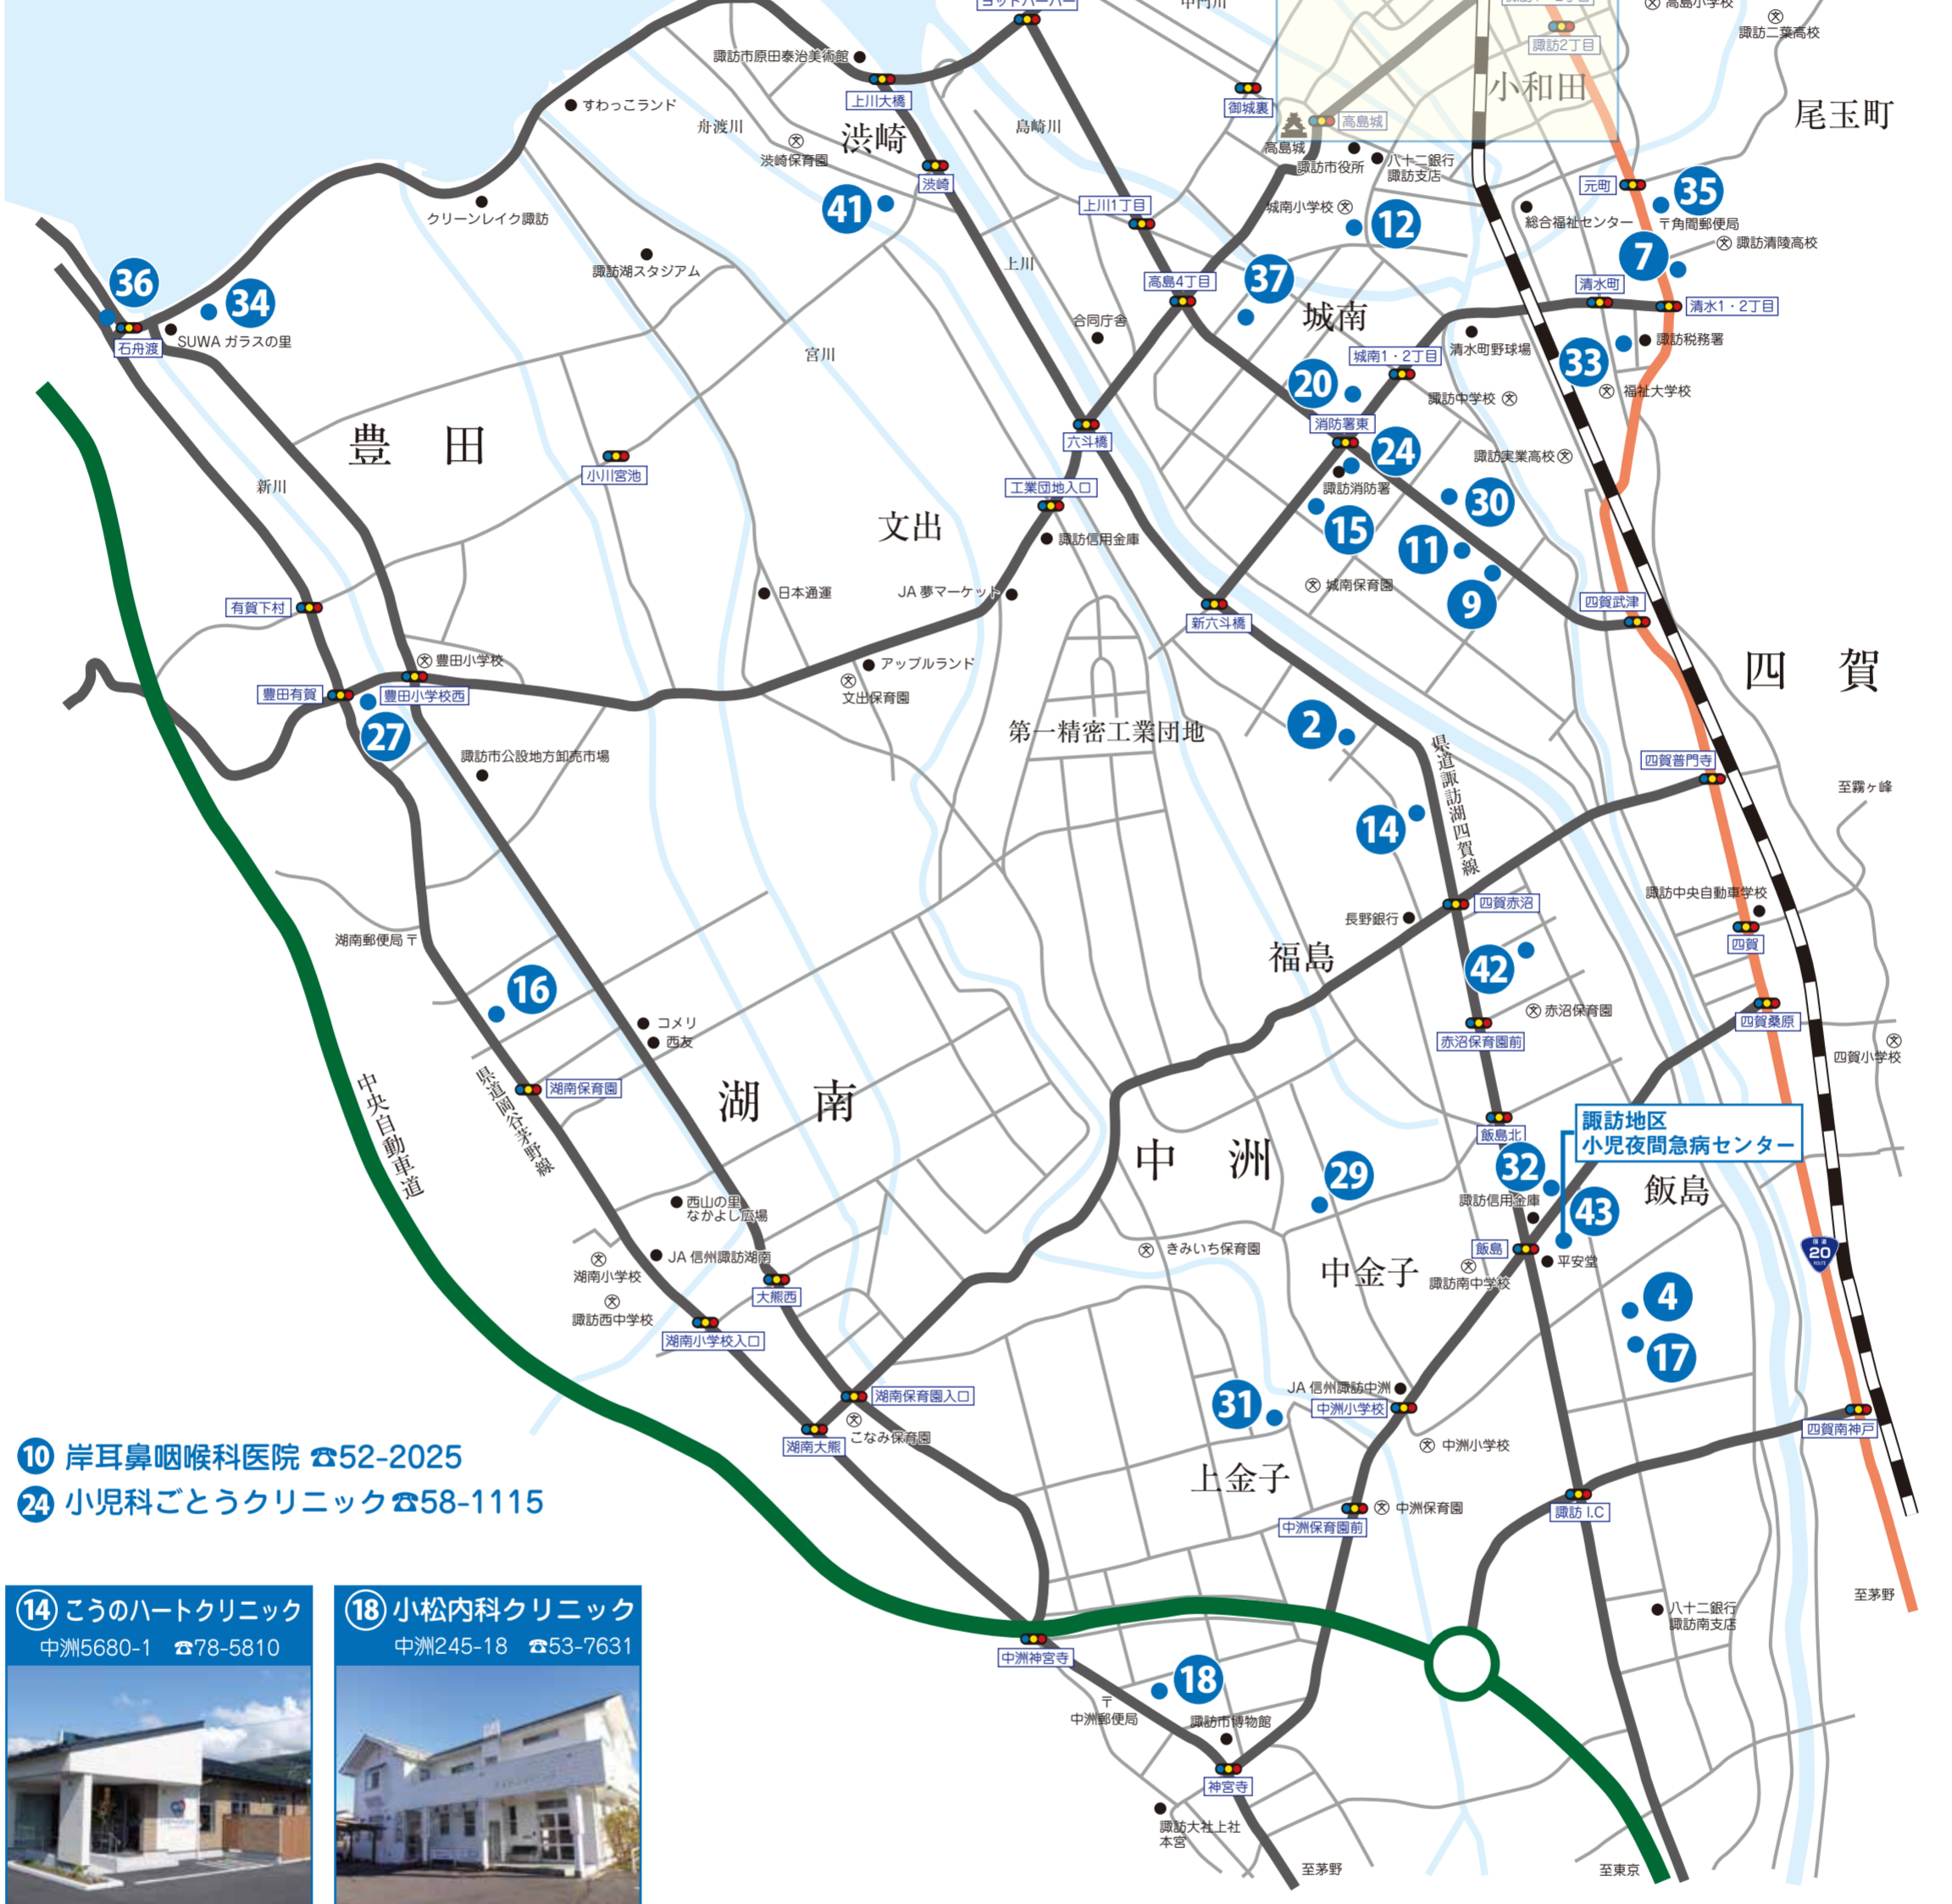 ヨットハーバー
中門川
高島小学校
諏訪二葉高校
諏訪2丁目
小和田
尾玉町
諏訪市原田泰治美術館
上川大橋
すわっこランド
舟渡川
渋崎
渋崎保育園
島崎川
御城裏
高島城
高島城
諏訪市役所
八十二銀行
諏訪支店
渋崎
元町
35
〒角間郵便局
総合福祉センター
諏訪清陵高校
クリーンレイク諏訪
41
上川1丁目
城南小学校
12
7
諏訪湖スタジアム
上川
高島4丁目
37
清水町
清水1・2丁目
36
34
石舟渡
SUWA ガラスの里
城南
合同庁舎
宮川
城南1・2丁目
清水町野球場
33
諏訪税務署
福祉大学校
20
諏訪中学校
消防署東
豊 田
小川宮池
六斗橋
24
諏訪実業高校
新川
工業団地入口
諏訪消防署
30
文出
諏訪信用金庫
15
11
日本通運
JA 夢マーケット
城南保育園
9
四賀武津
有賀下村
新六斗橋
豊田小学校
豊田有賀
豊田小学校西
アップルランド
文出保育園
四 賀
27
第一精密工業団地
2
県道諏訪湖四賀線
諏訪市公設地方卸売市場
四賀普門寺
至霧ヶ峰
14
諏訪中央自動車学校
四賀赤沼
長野銀行
四賀
湖南郵便局〒
福島
42
16
赤沼保育園
四賀桑原
コメリ
西友
赤沼保育園前
四賀小学校
中央自動車道
県道岡谷茅野線
湖南保育園
湖 南
飯島北
諏訪地区
小児夜間急病センター
中 洲
29
32
飯島
西山の里
なかよし広場
諏訪信用金庫
43
JA 信州諏訪湖南
きみいち保育園
飯島
平安堂
国道
20
ROUTE
湖南小学校
中金子
諏訪南中学校
大熊西
諏訪西中学校
4
湖南小学校入口
17
湖南保育園入口
31
JA 信州諏訪中洲
中洲小学校
湖南大熊
こなみ保育園
中洲小学校
四賀南神戸
10 岸耳鼻咽喉科医院 ☎52-2025
上金子
24 小児科ごとうクリニック☎58-1115
中洲保育園
中洲保育園前
諏訪 I.C
至茅野
14 こうのハートクリニック
中洲5680-1 ☎78-5810
18 小松内科クリニック
中洲245-18 ☎53-7631
八十二銀行
諏訪南支店
中洲神宮寺
18
〒
中洲郵便局
諏訪市博物館
神宮寺
諏訪大社上社
本宮
至茅野
至東京